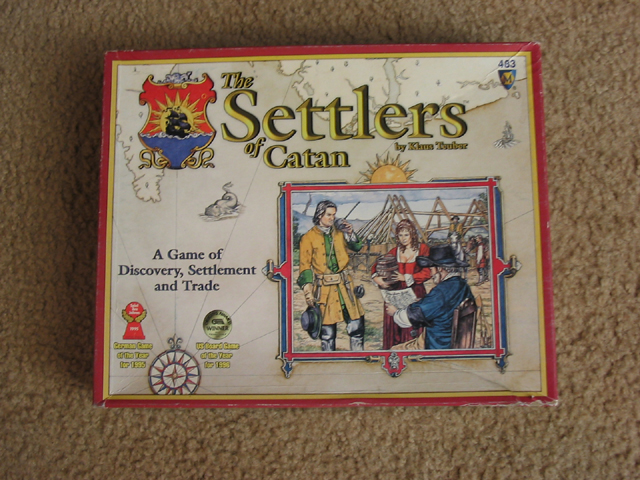 463
The
Settlers
of Catan
by Klaus Teuber
A Game of
Discovery, Settlement
and Trade
WINNER
German Game
of the Year
for 1995
US Board Game
of the Year
for 1996